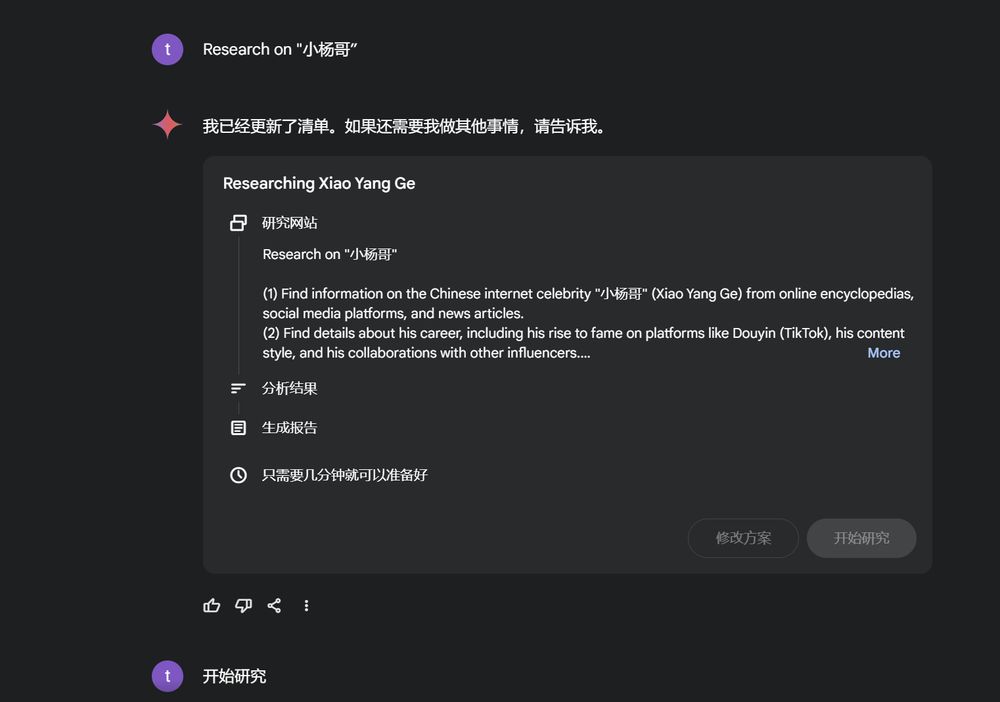 t
Research on "小杨哥”
我已经更新了清单。如果还需要我做其他事情，请告诉我。
Researching Xiao Yang Ge
研究网站
Research on "小杨哥"
(1) Find information on the Chinese internet celebrity "小杨哥" (Xiao Yang Ge) from online encyclopedias,
social media platforms, and news articles.
(2) Find details about his career, including his rise to fame on platforms like Douyin (TikTok), his content
style, and his collaborations with other influencers....
More
分析结果
生成报告
只需要几分钟就可以准备好
修改方案
开始研究
t
开始研究